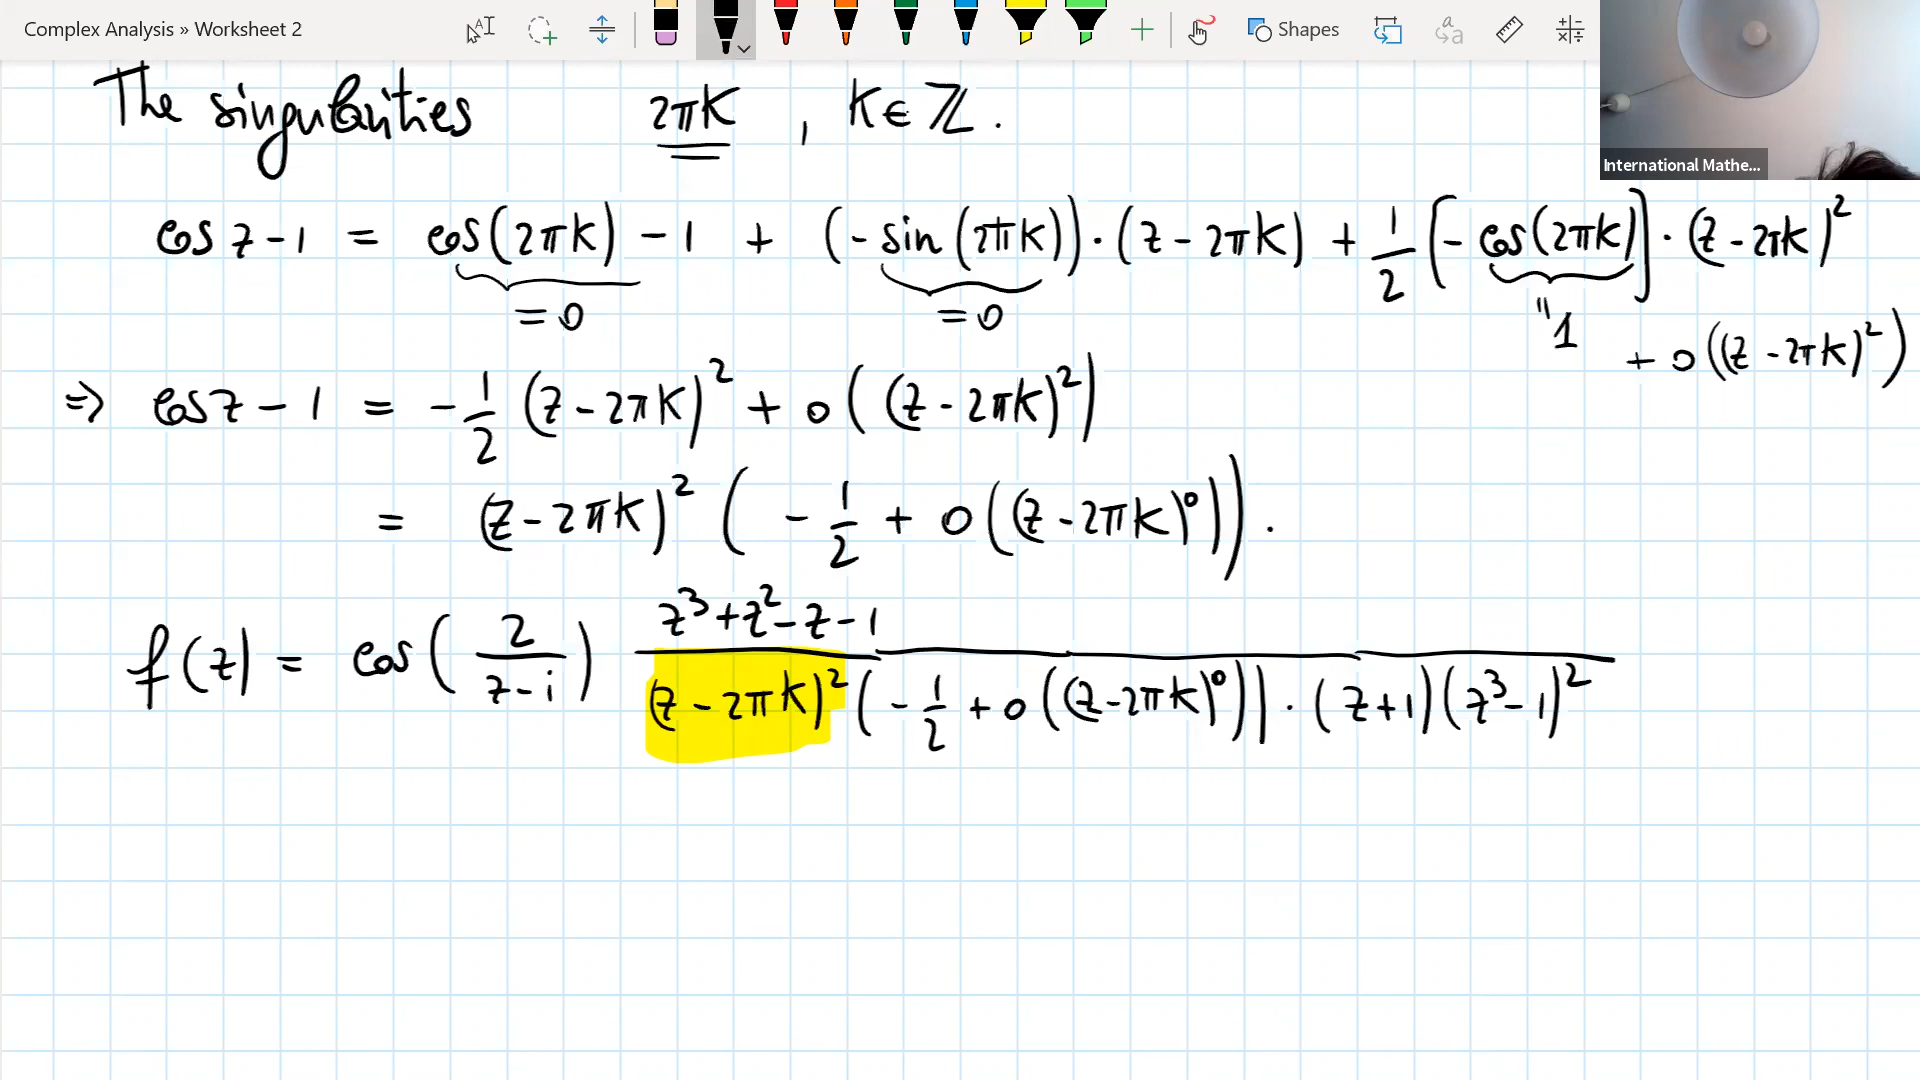 Complex Analysis » Worksheet 2
Shapes
International Mathe...
The singularities 2πk , k∈ℤ.
cos z - 1 = cos(2πk) - 1 + (- sin(2πk))·(z - 2πk) + 1/2 [- cos(2πk)]·(z - 2πk)²
= 0 = 0 " 1 + o((z - 2πk)²)
⇒ cos z - 1 = - 1/2 (z - 2πk)² + o((z - 2πk)²)
= (z - 2πk)² (- 1/2 + o((z - 2πk)⁰)).
f(z) = cos(2/(z - i)) (z³ + z² - z - 1)/((z - 2πk)² (- 1/2 + o((z - 2πk)⁰))·(z+1)(z³ - 1)²)